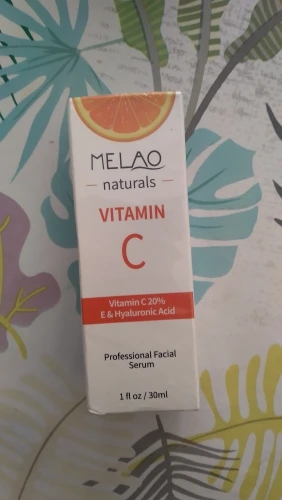 MELAO
naturals
VITAMIN
C
Vitamin C 20%
E & Hyaluronic Acid
Professional Facial
Serum
1 fl oz / 30ml